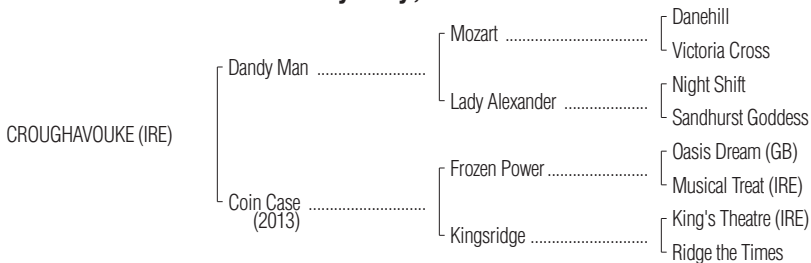 Danehill
Mozart ..........................................
Victoria Cross
Dandy Man ................................
Night Shift
Lady Alexander .........................
Sandhurst Goddess
CROUGHAVOUKE (IRE)
Oasis Dream (GB)
Frozen Power ..............................
Musical Treat (IRE)
Coin Case ...................................
(2013)
King's Theatre (IRE)
Kingsridge ...................................
Ridge the Times